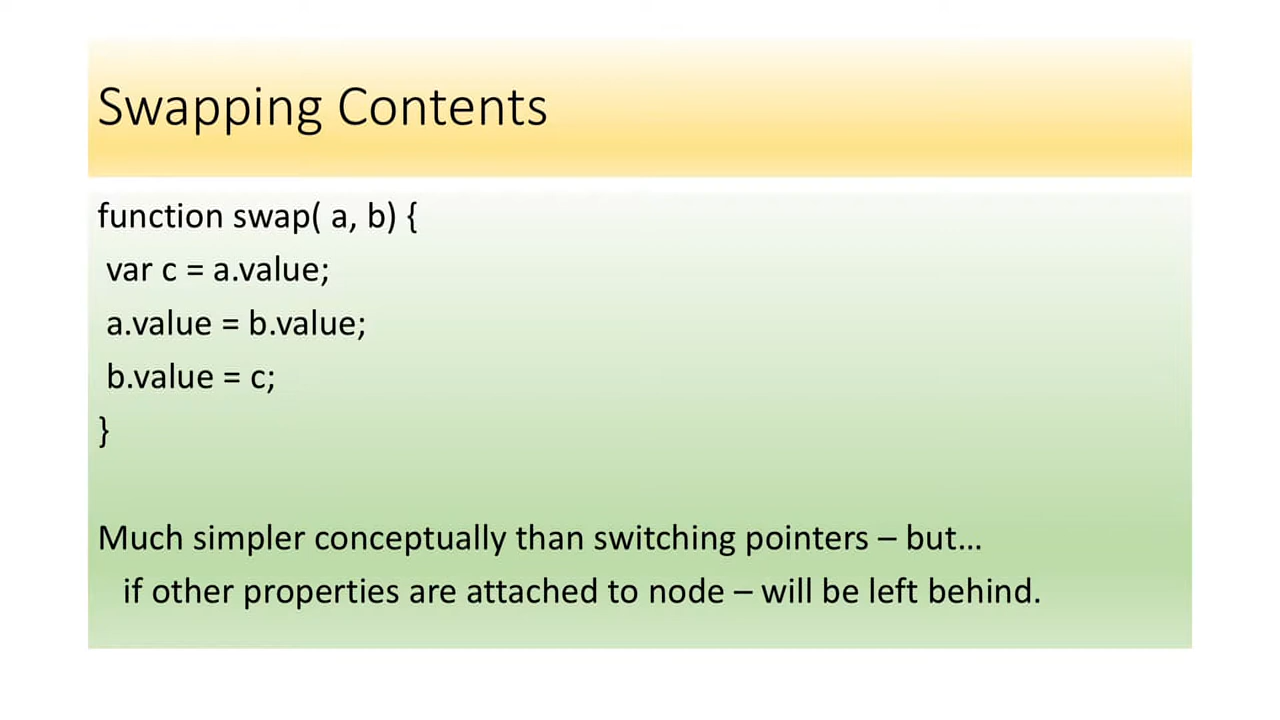 Swapping Contents
function swap( a, b) {
var c = a.value;
a.value = b.value;
b.value = c;
}
Much simpler conceptually than switching pointers – but…
if other properties are attached to node – will be left behind.